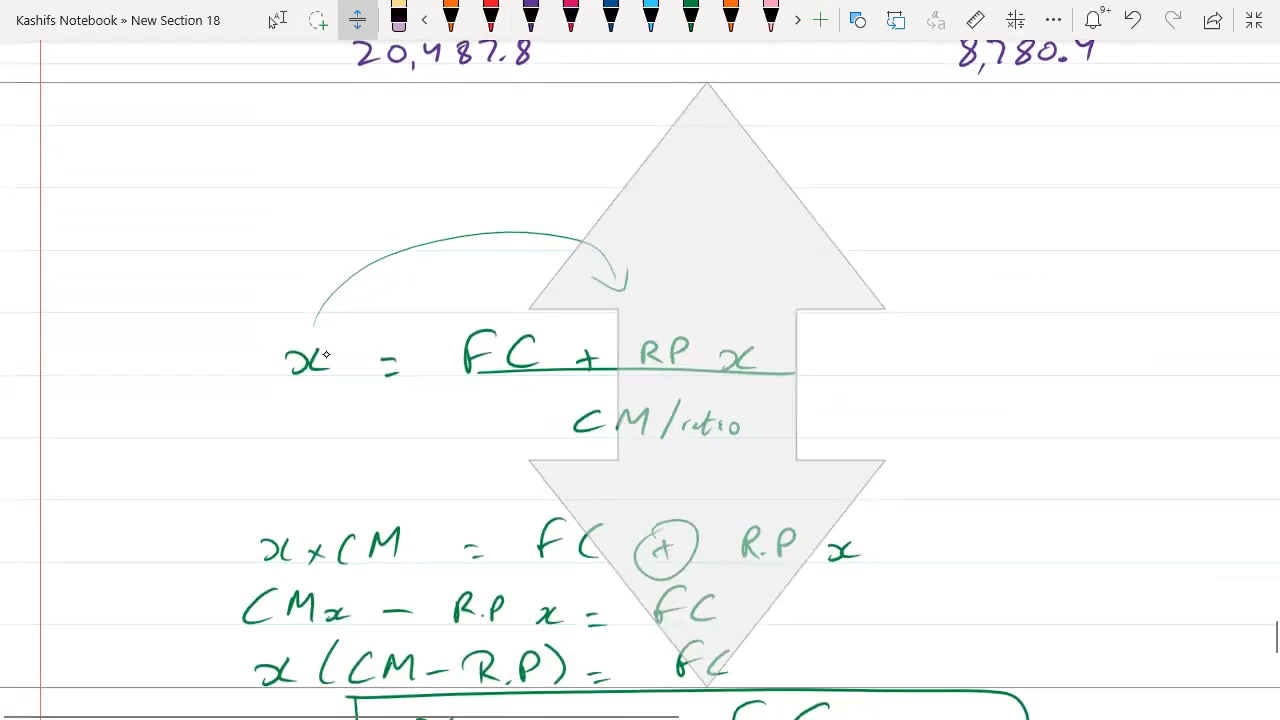 Kashifs Notebook » New Section 18
9+
20,487.8 8,780.4
x = FC + RP x
CM/ratio
x × CM = FC + R.P x
CMx - R.P x = FC
x (CM - R.P) = FC